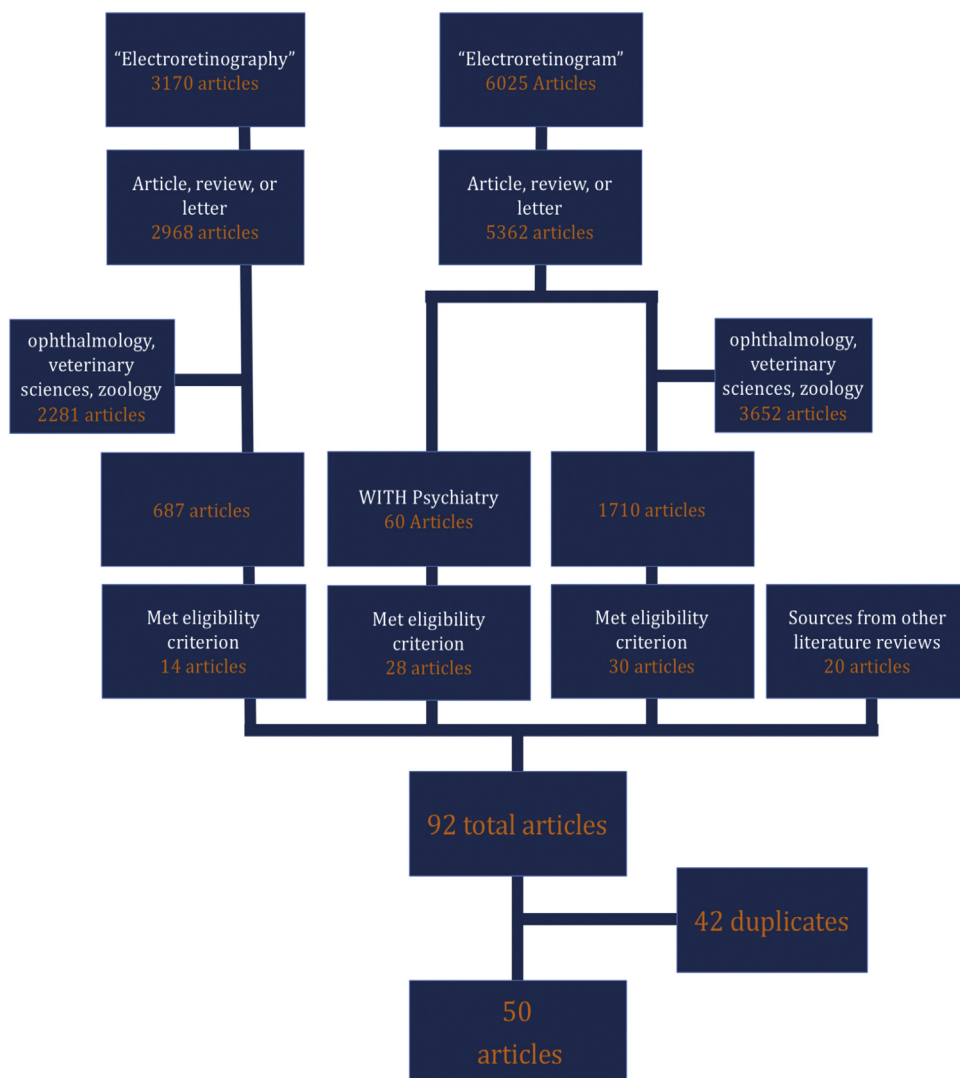 “Electroretinography”
3170 articles
“Electroretinogram”
6025 Articles
Article, review, or
letter
2968 articles
Article, review, or
letter
5362 articles
ophthalmology,
veterinary
sciences, zoology
2281 articles
ophthalmology,
veterinary
sciences, zoology
3652 articles
687 articles
WITH Psychiatry
60 Articles
1710 articles
Met eligibility
criterion
14 articles
Met eligibility
criterion
28 articles
Met eligibility
criterion
30 articles
Sources from other
literature reviews
20 articles
92 total articles
42 duplicates
50
articles